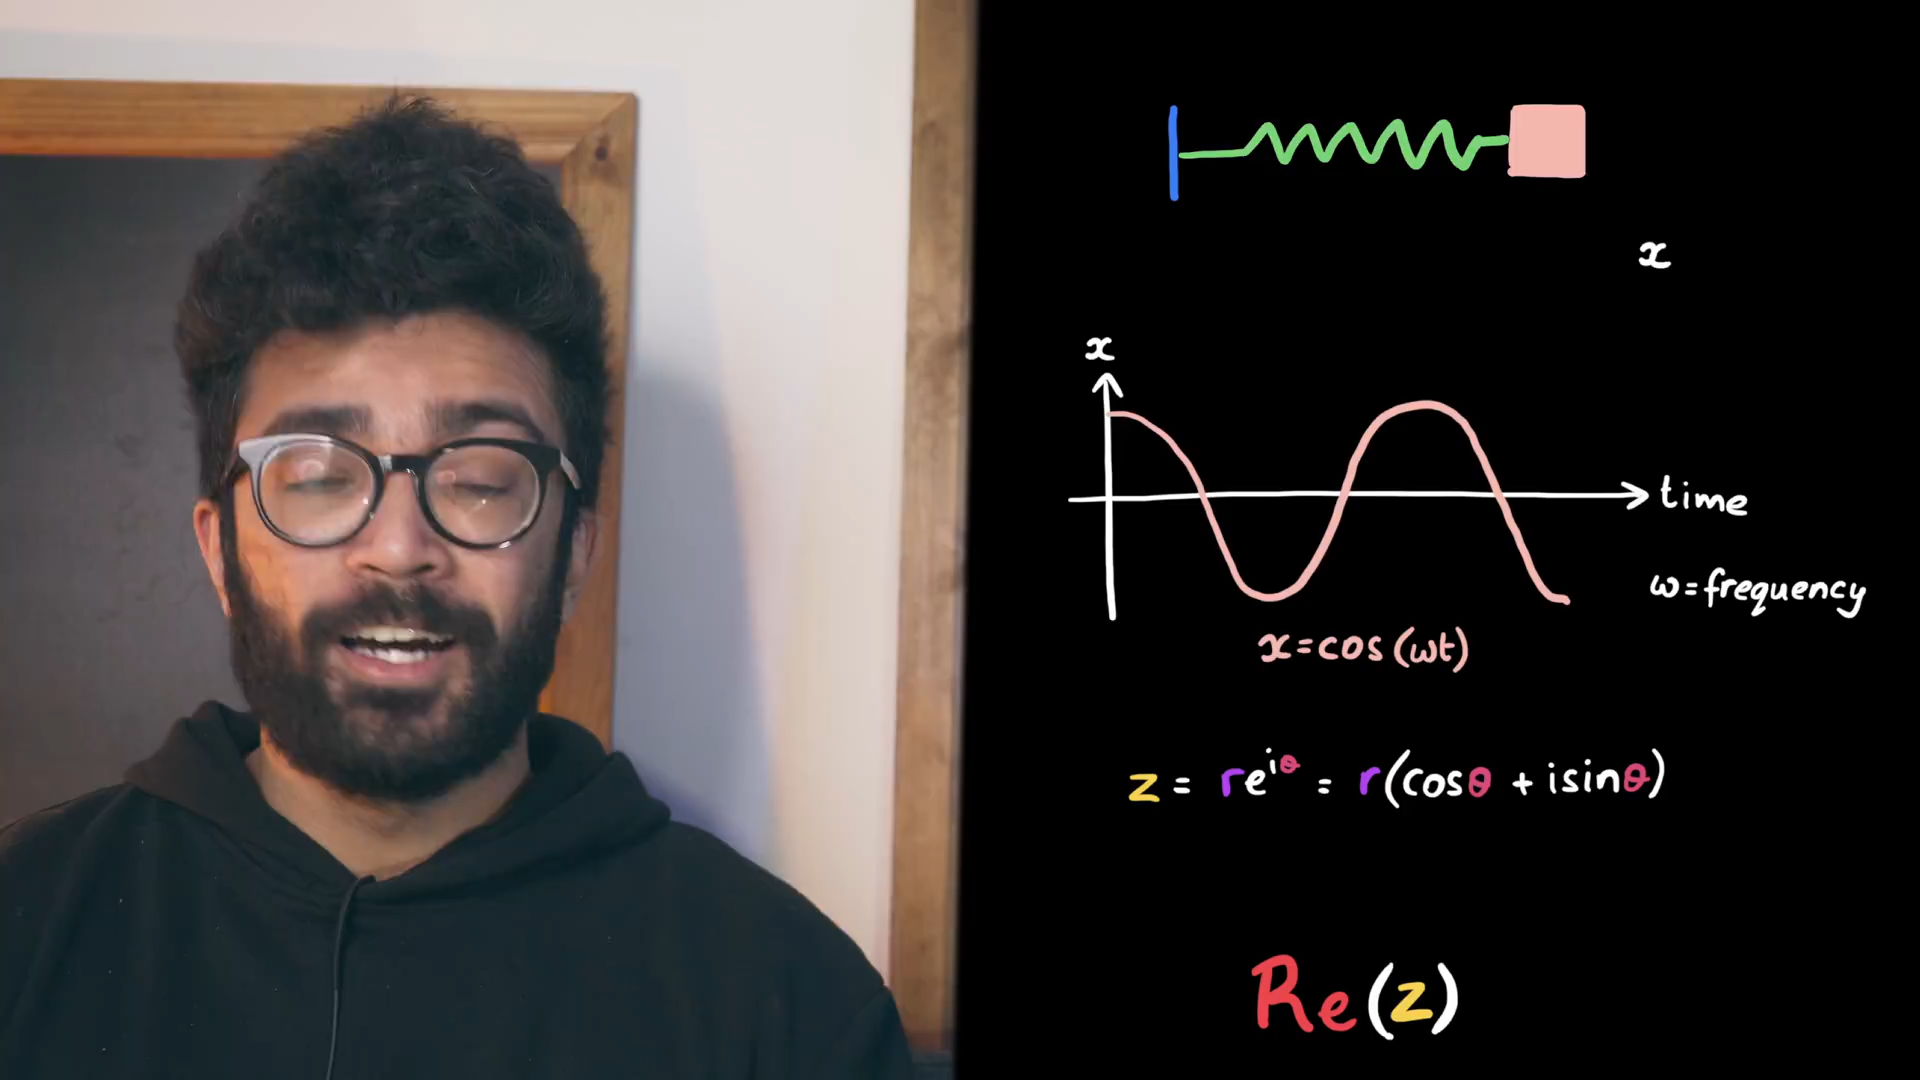 x
x
time
ω=frequency
x=cos(ωt)
z = re^iθ = r(cosθ + isinθ)
Re(z)